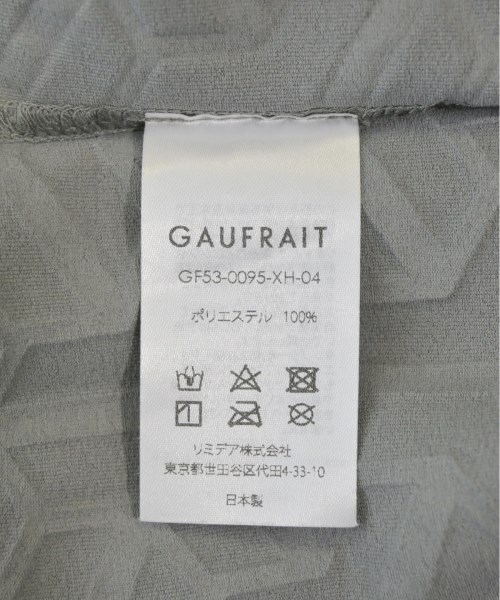 GAUFRAIT
GF53-0095-XH-04
ポリエステル 100%
リミデア株式会社
東京都世田谷区代田4-33-10
日本製